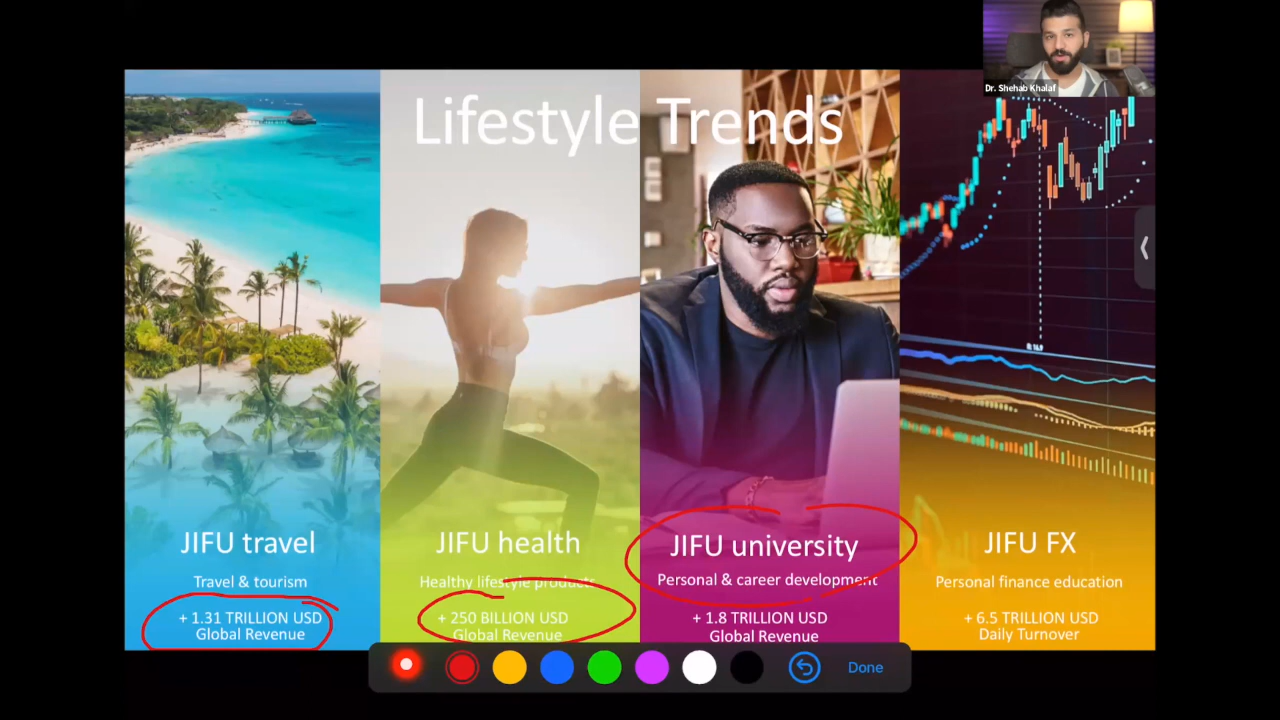 Dr. Shehab Khalaf
Lifestyle Trends
JIFU travel
Travel & tourism
+ 1.31 TRILLION USD
Global Revenue
JIFU health
Healthy lifestyle products
+ 250 BILLION USD
Global Revenue
JIFU university
Personal & career development
+ 1.8 TRILLION USD
Global Revenue
JIFU FX
Personal finance education
+ 6.5 TRILLION USD
Daily Turnover
Done